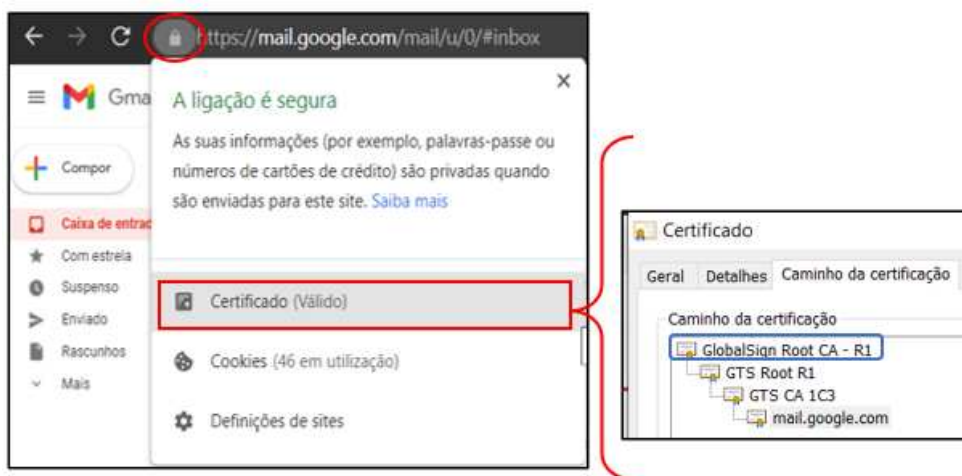 https://mail.google.com/mail/u/0/#inbox
Gma
A ligação é segura
As suas informações (por exemplo, palavras-passe ou
números de cartões de crédito) são privadas quando
são enviadas para este site. Saiba mais
Compor
Caixa de entrad
Com estrela
Suspenso
Enviado
Rascunhos
Mais
Certificado (Válido)
Cookies (46 em utilização)
Definições de sites
Certificado
Geral Detalhes Caminho da certificação
Caminho da certificação
GlobalSign Root CA - R1
GTS Root R1
GTS CA 1C3
mail.google.com